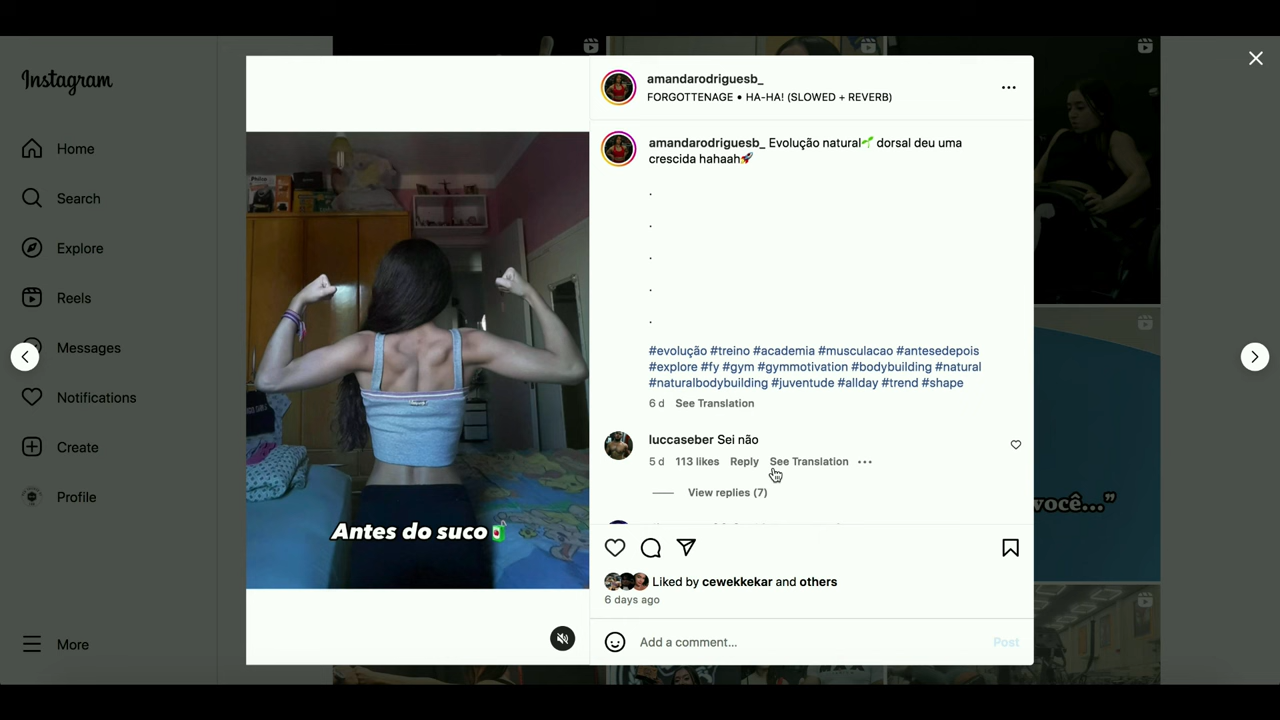 Instagram
Home
Search
Explore
Reels
Messages
Notifications
Create
Profile
More
Antes do suco
amandarodriguesb_
FORGOTTENAGE • HA-HA! (SLOWED + REVERB)
amandarodriguesb_ Evolução natural🌱 dorsal deu uma
crescida hahaah🚀
.
.
.
.
.
#evolução #treino #academia #musculacao #antesedepois
#explore #fy #gym #gymmotivation #bodybuilding #natural
#naturalbodybuilding #juventude #allday #trend #shape
6 d See Translation
luccaseber Sei não
5 d 113 likes Reply See Translation
View replies (7)
Liked by cewekkekar and others
6 days ago
Add a comment...
Post
você..."